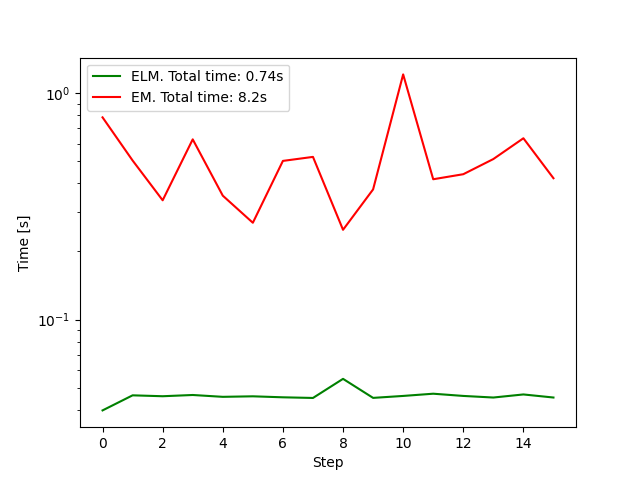 ELM. Total time: 0.74s
EM. Total time: 8.2s
10⁰
10⁻¹
Time [s]
0 2 4 6 8 10 12 14
Step